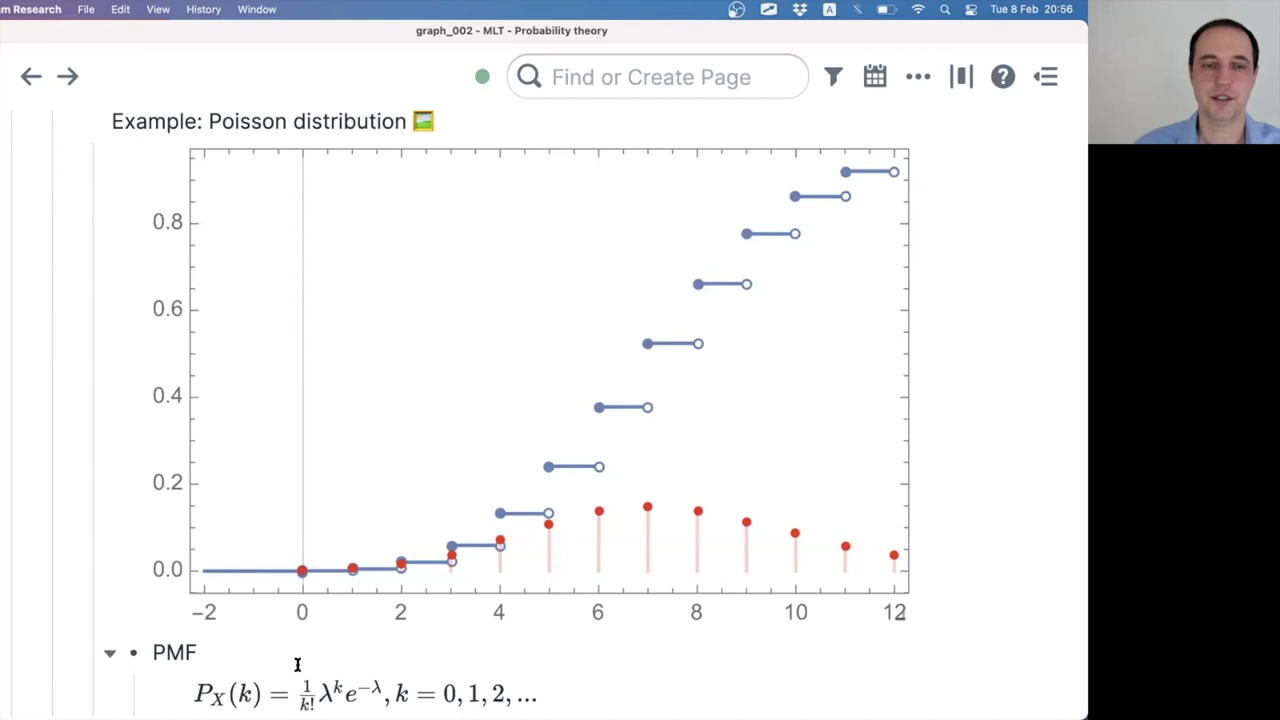 am Research File Edit View History Window A Tue 8 Feb 20:56
graph_002 - MLT - Probability theory
Find or Create Page
Example: Poisson distribution
0.8
0.6
0.4
0.2
0.0
−2 0 2 4 6 8 10 12
PMF
P_X(k) = \frac{1}{k!}λ^k e^{−λ}, k = 0, 1, 2, ...